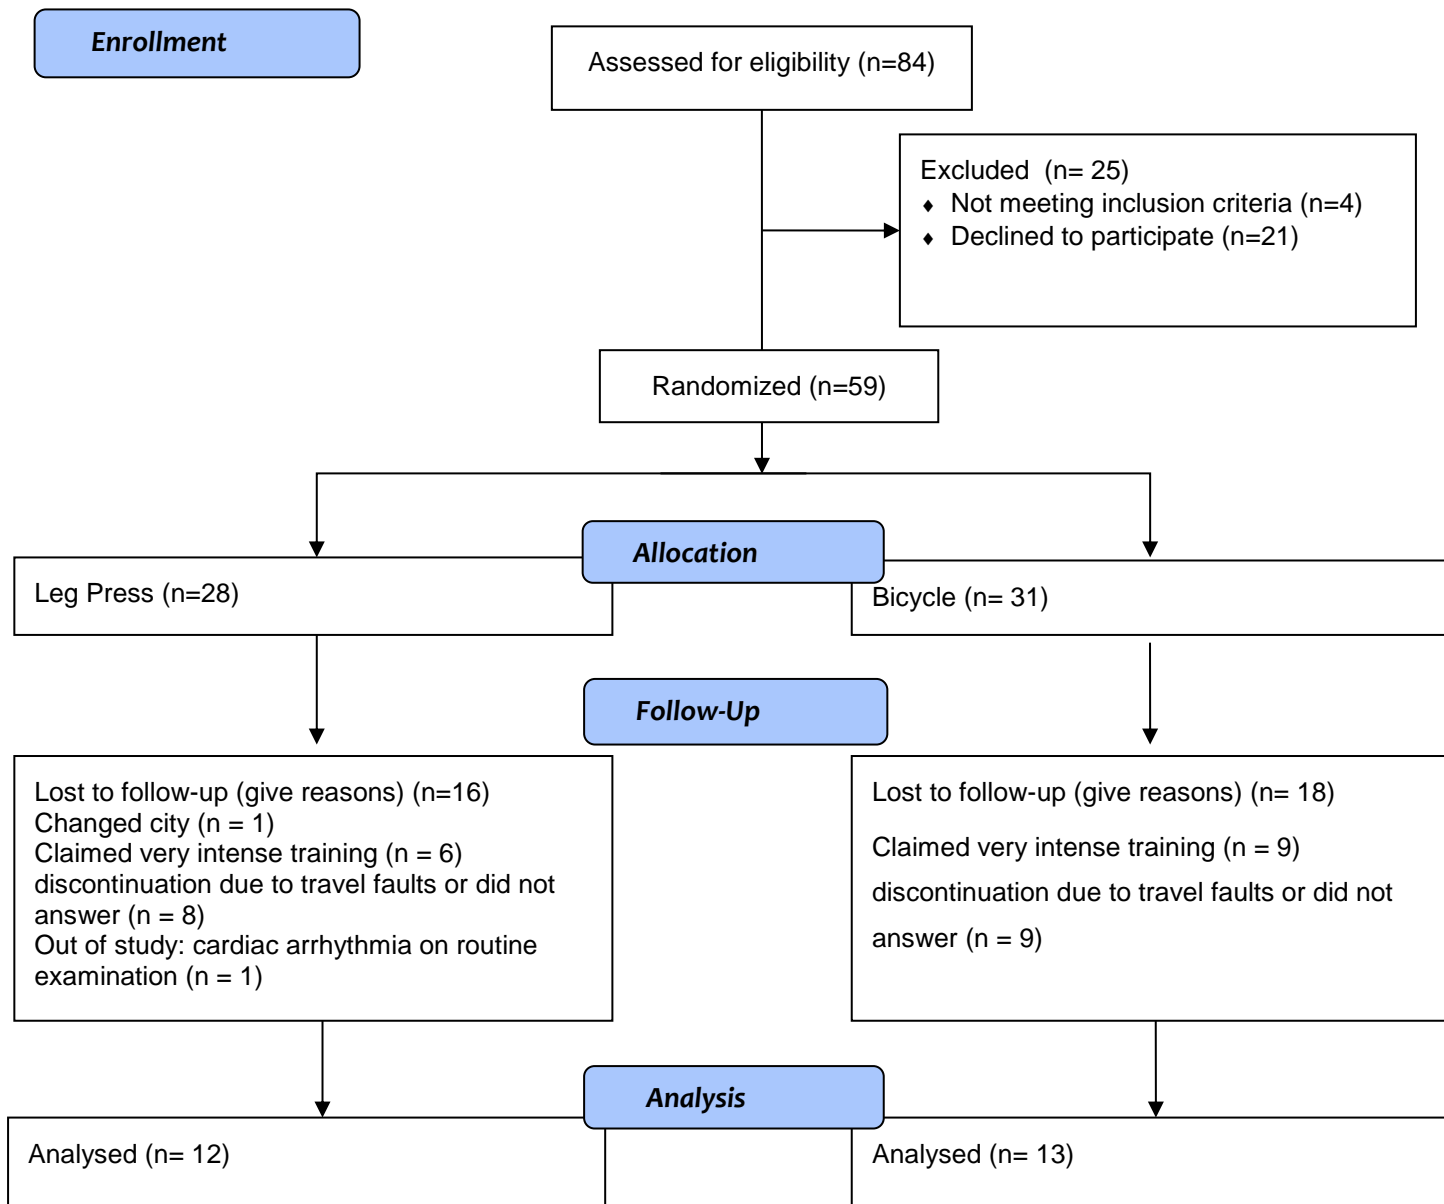 Enrollment
Assessed for eligibility (n=84)
Excluded (n= 25)
♦ Not meeting inclusion criteria (n=4)
♦ Declined to participate (n=21)
Randomized (n=59)
Allocation
Leg Press (n=28)
Bicycle (n= 31)
Follow-Up
Lost to follow-up (give reasons) (n=16)
Changed city (n = 1)
Claimed very intense training (n = 6)
discontinuation due to travel faults or did not
answer (n = 8)
Out of study: cardiac arrhythmia on routine
examination (n = 1)
Lost to follow-up (give reasons) (n= 18)
Claimed very intense training (n = 9)
discontinuation due to travel faults or did not
answer (n = 9)
Analysis
Analysed (n= 12)
Analysed (n= 13)